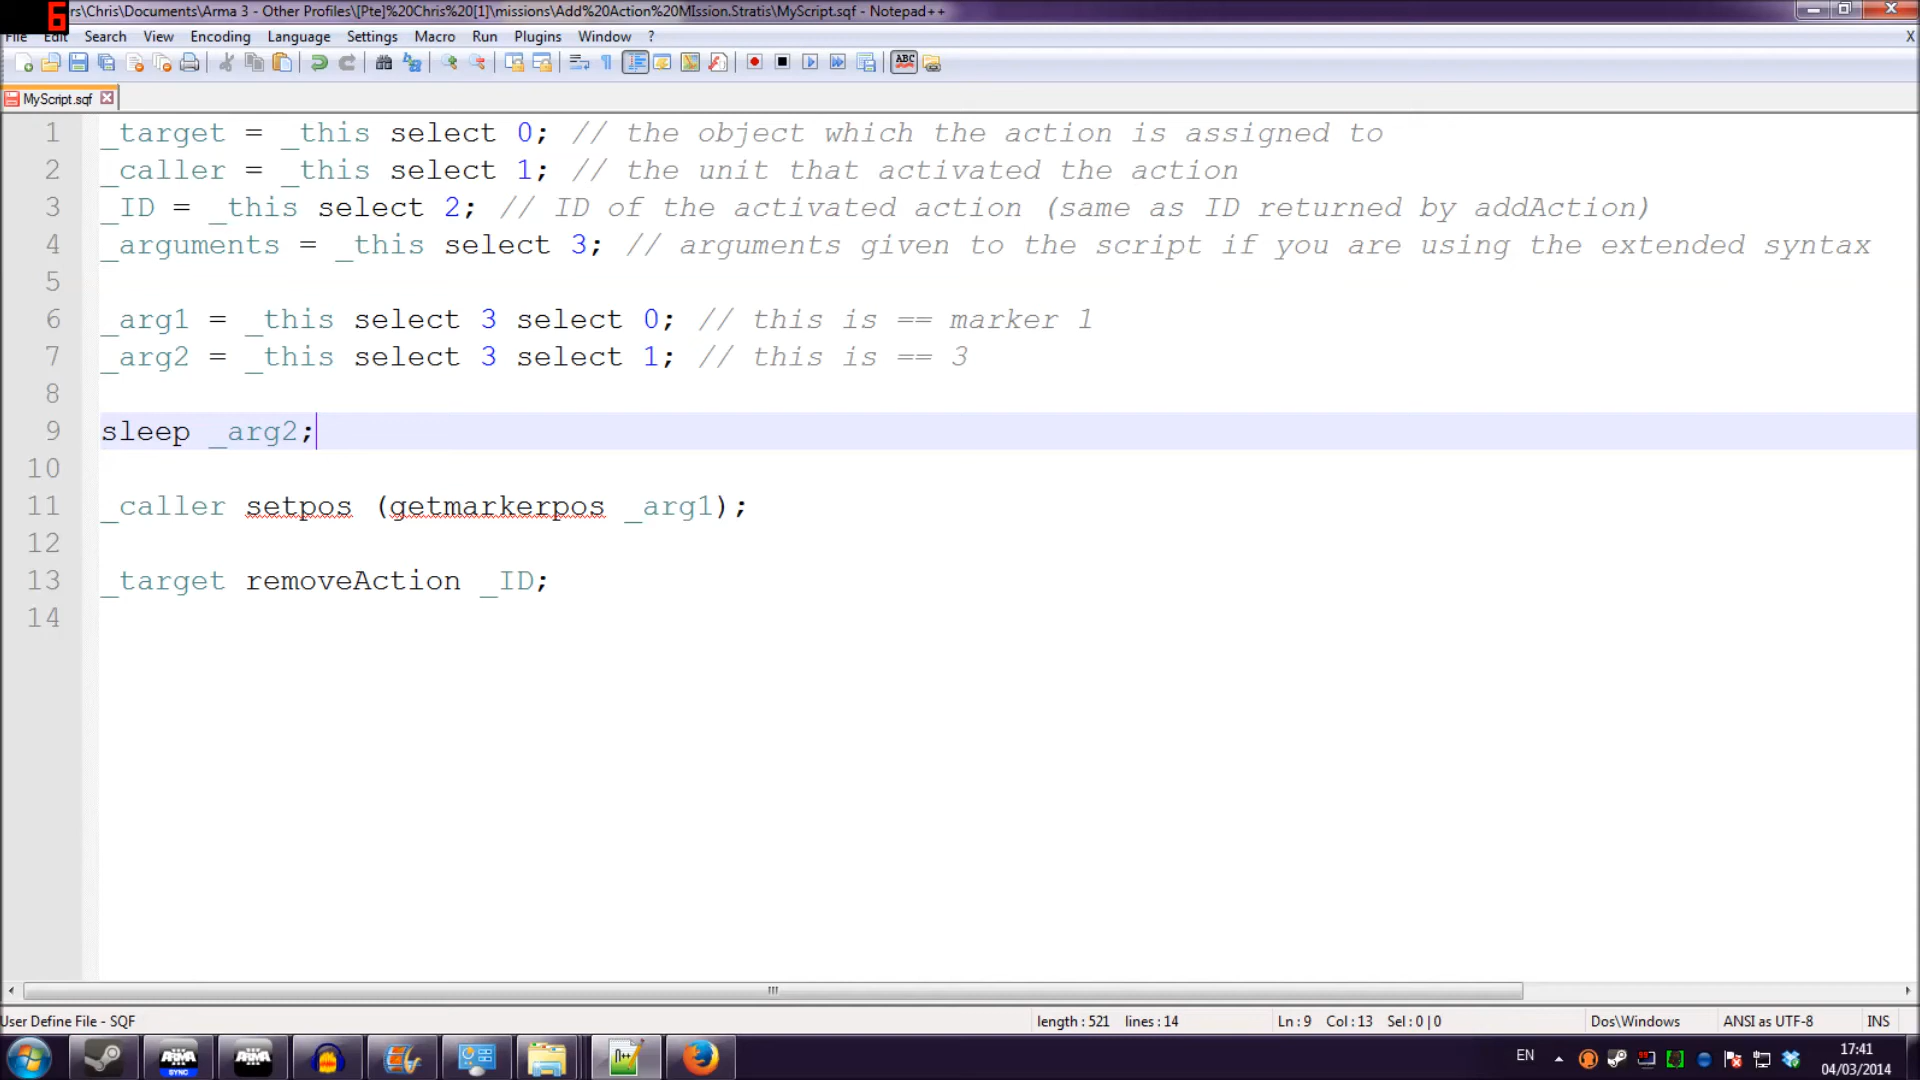 rs\Chris\Documents\Arma 3 - Other Profiles\[Pte]%20Chris%20[1]\missions\Add%20Action%20MIssion.Stratis\MyScript.sqf - Notepad++
6
File Edit Search View Encoding Language Settings Macro Run Plugins Window ? X
ABC
MyScript.sqf
1 _target = _this select 0; // the object which the action is assigned to
2 _caller = _this select 1; // the unit that activated the action
3 _ID = _this select 2; // ID of the activated action (same as ID returned by addAction)
4 _arguments = _this select 3; // arguments given to the script if you are using the extended syntax
5
6 _arg1 = _this select 3 select 0; // this is == marker 1
7 _arg2 = _this select 3 select 1; // this is == 3
8
9 sleep _arg2;
10
11 _caller setpos (getmarkerpos _arg1);
12
13 _target removeAction _ID;
14
User Define File - SQF length : 521 lines : 14 Ln : 9 Col : 13 Sel : 0 | 0 Dos\Windows ANSI as UTF-8 INS
ARMA SYNC ARMA N++ EN 17:41
04/03/2014